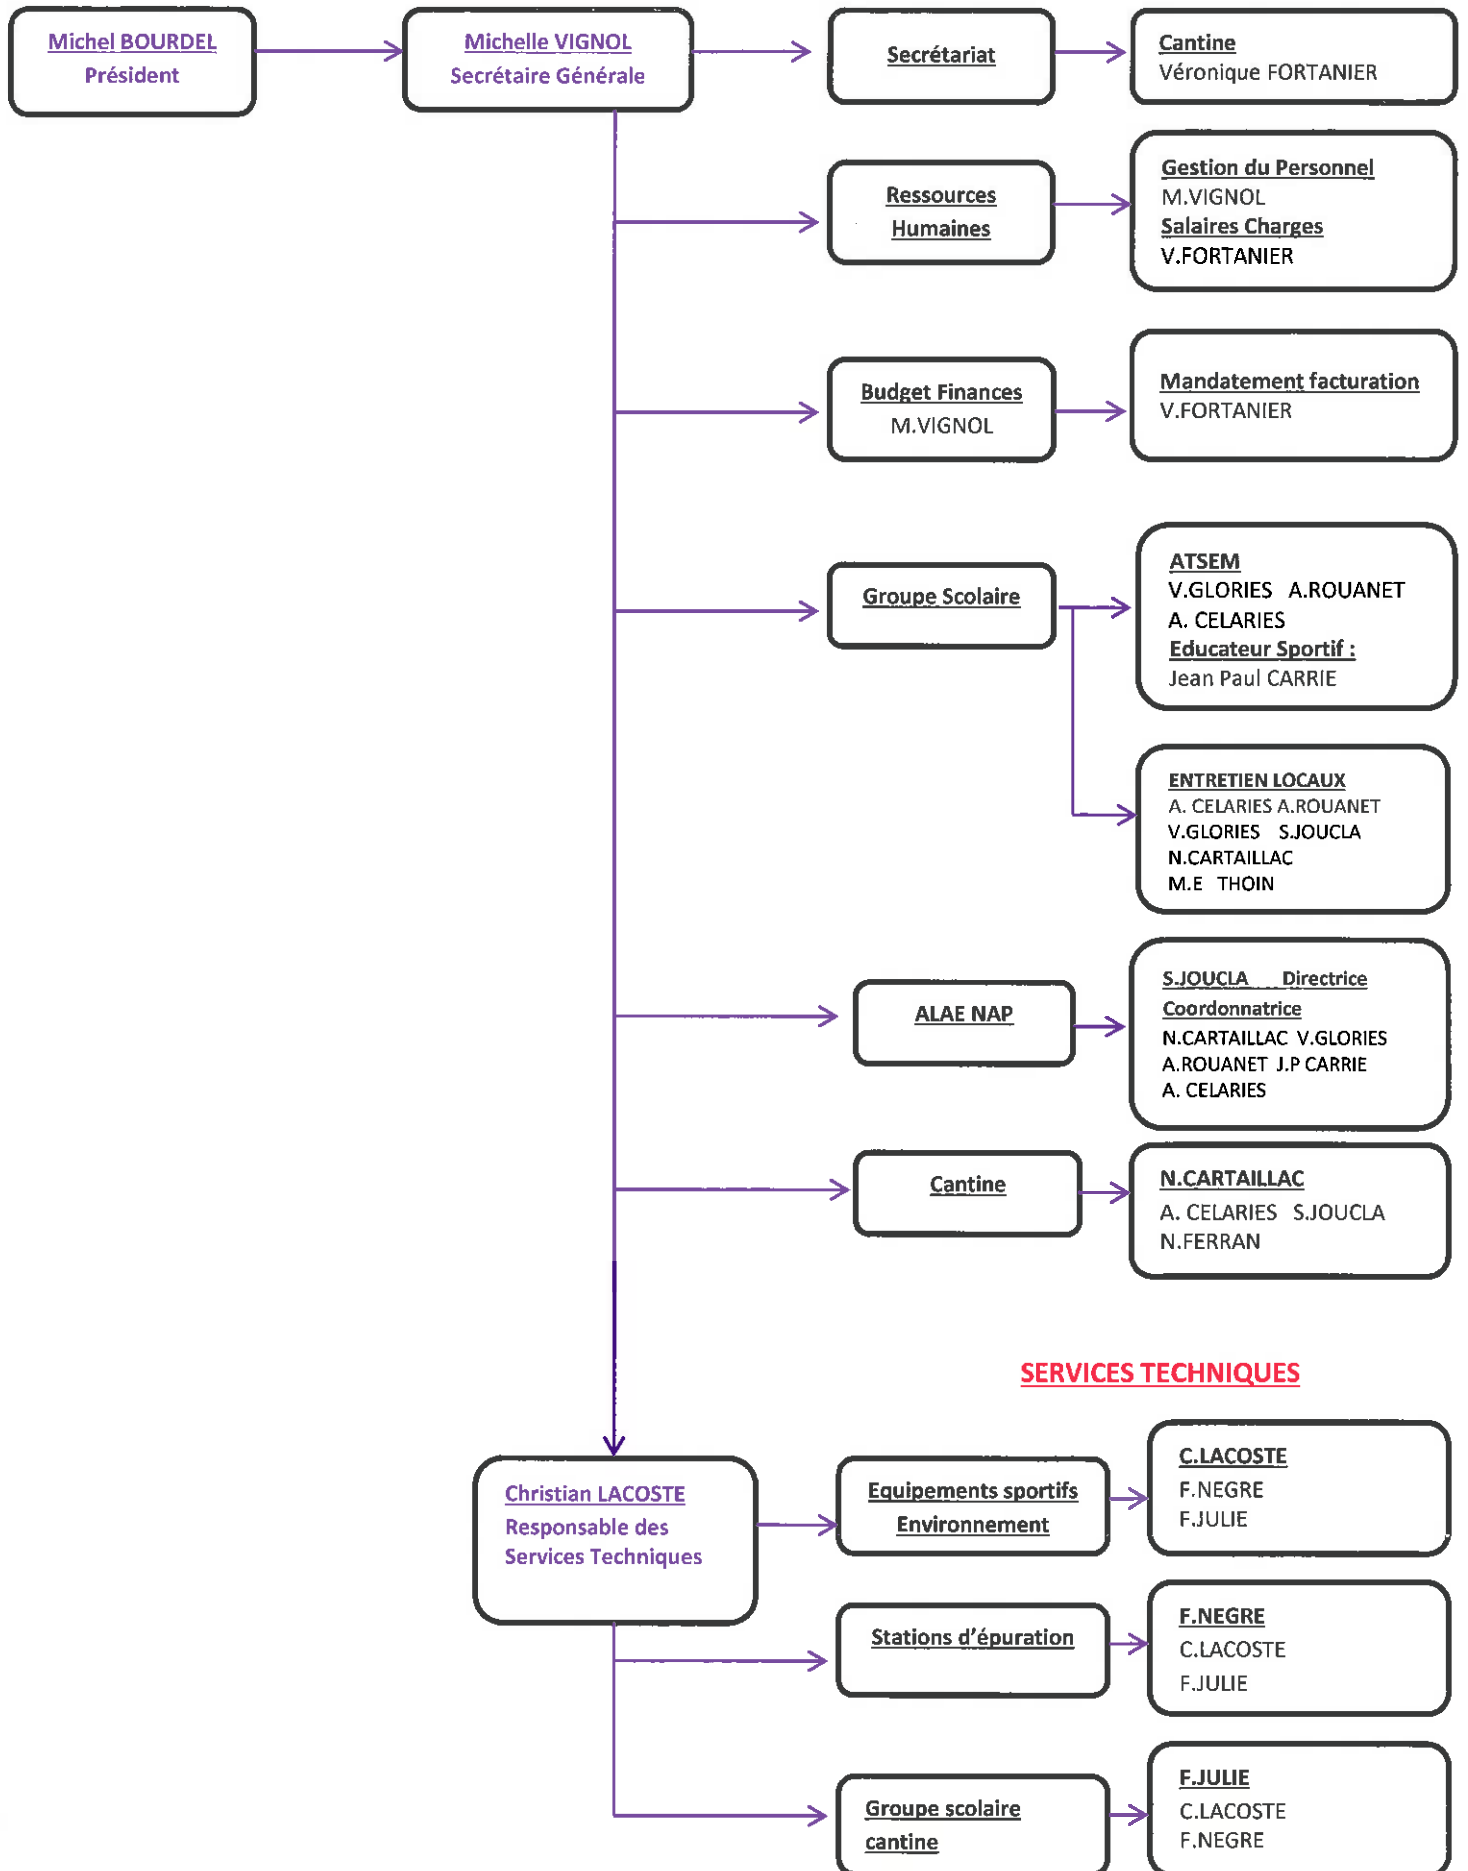 Michel BOURDEL
Président
Michelle VIGNOL
Secrétaire Générale
Secrétariat
Cantine
Véronique FORTANIER
Ressources
Humaines
Gestion du Personnel
M.VIGNOL
Salaires Charges
V.FORTANIER
Budget Finances
M.VIGNOL
Mandatement facturation
V.FORTANIER
Groupe Scolaire
ATSEM
V.GLORIES A.ROUANET
A. CELARIES
Educateur Sportif :
Jean Paul CARRIE
ENTRETIEN LOCAUX
A. CELARIES A.ROUANET
V.GLORIES S.JOUCLA
N.CARTAILLAC
M.E THOIN
ALAE NAP
S.JOUCLA Directrice
Coordonnatrice
N.CARTAILLAC V.GLORIES
A.ROUANET J.P CARRIE
A. CELARIES
Cantine
N.CARTAILLAC
A. CELARIES S.JOUCLA
N.FERRAN
SERVICES TECHNIQUES
Christian LACOSTE
Responsable des
Services Techniques
Equipements sportifs
Environnement
C.LACOSTE
F.NEGRE
F.JULIE
Stations d'épuration
F.NEGRE
C.LACOSTE
F.JULIE
Groupe scolaire
cantine
F.JULIE
C.LACOSTE
F.NEGRE